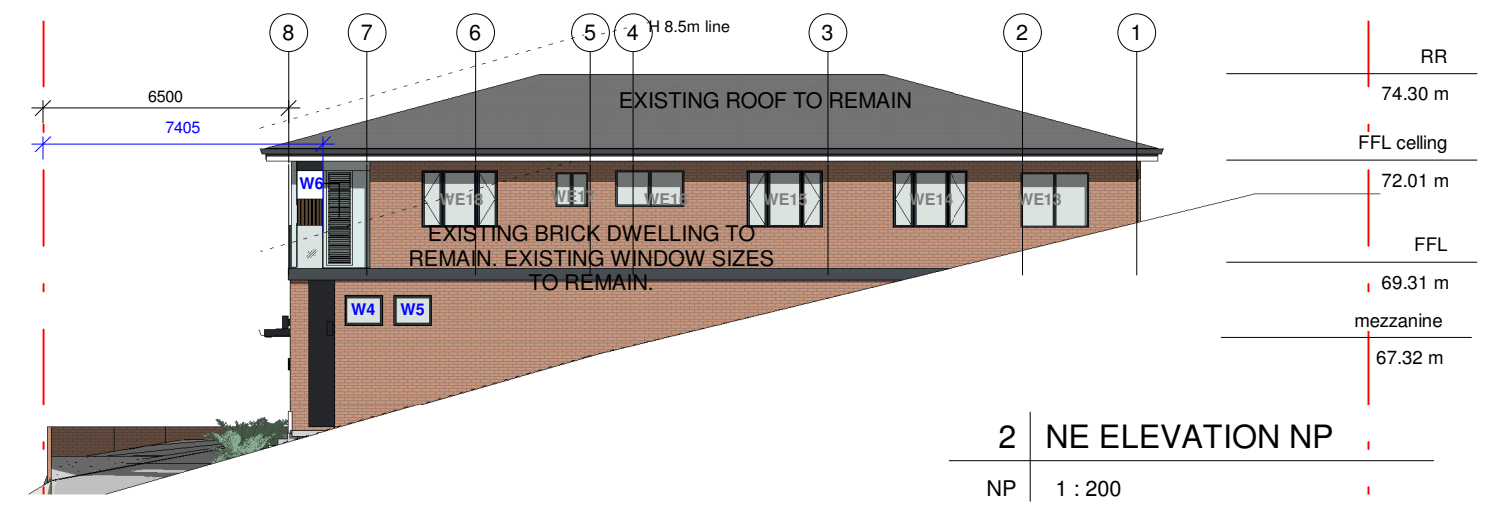 8
7
6
5
4
H 8.5m line
3
2
1
RR
74.30 m
6500
EXISTING ROOF TO REMAIN
7405
FFL celling
72.01 m
W6
WE18
WE17
WE16
WE15
WE14
WE13
EXISTING BRICK DWELLING TO
REMAIN. EXISTING WINDOW SIZES
TO REMAIN.
FFL
69.31 m
W4
W5
mezzanine
67.32 m
2
NE ELEVATION NP
NP
1 : 200